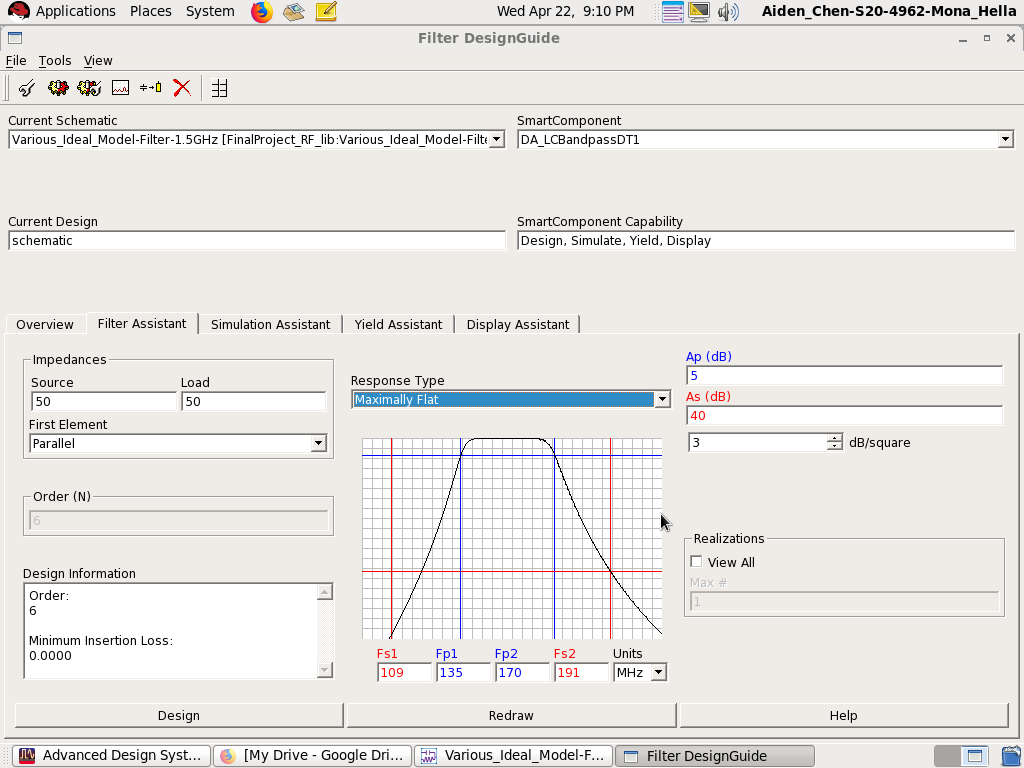 Applications Places System Wed Apr 22, 9:10 PM Aiden_Chen-S20-4962-Mona_Hella
Filter DesignGuide
File Tools View
Current Schematic SmartComponent
Various_Ideal_Model-Filter-1.5GHz [FinalProject_RF_lib:Various_Ideal_Model-Filte DA_LCBandpassDT1
Current Design SmartComponent Capability
schematic Design, Simulate, Yield, Display
Overview Filter Assistant Simulation Assistant Yield Assistant Display Assistant
Impedances
Source Load
50 50
First Element
Parallel
Order (N)
6
Design Information
Order:
6
Minimum Insertion Loss:
0.0000
Response Type
Maximally Flat
Fs1 Fp1 Fp2 Fs2 Units
109 135 170 191 MHz
Ap (dB)
5
As (dB)
40
3 dB/square
Realizations
View All
Max #
1
Design Redraw Help
Advanced Design Syst... [My Drive - Google Dri... Various_Ideal_Model-F... Filter DesignGuide